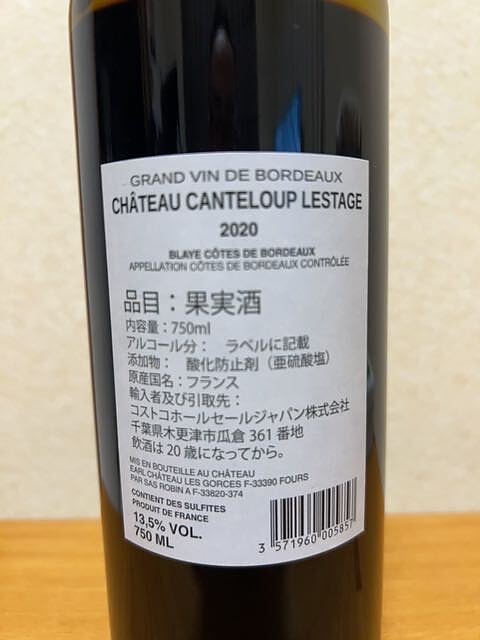 GRAND VIN DE BORDEAUX
CHÂTEAU CANTELOUP LESTAGE
2020
BLAYE CÔTES DE BORDEAUX
APPELLATION CÔTES DE BORDEAUX CONTRÔLÉE
品目：果実酒
内容量：750ml
アルコール分： ラベルに記載
添加物： 酸化防止剤（亜硫酸塩）
原産国名：フランス
輸入者及び引取先：
コストコホールセールジャパン株式会社
千葉県木更津市瓜倉 361 番地
飲酒は 20 歳になってから。
MIS EN BOUTEILLE AU CHÂTEAU
EARL CHÂTEAU LES GORCES F-33390 FOURS
PAR SAS ROBIN A F-33820-374
CONTIENT DES SULFITES
PRODUIT DE FRANCE
13,5% VOL.
750 ML
3 571960 005857